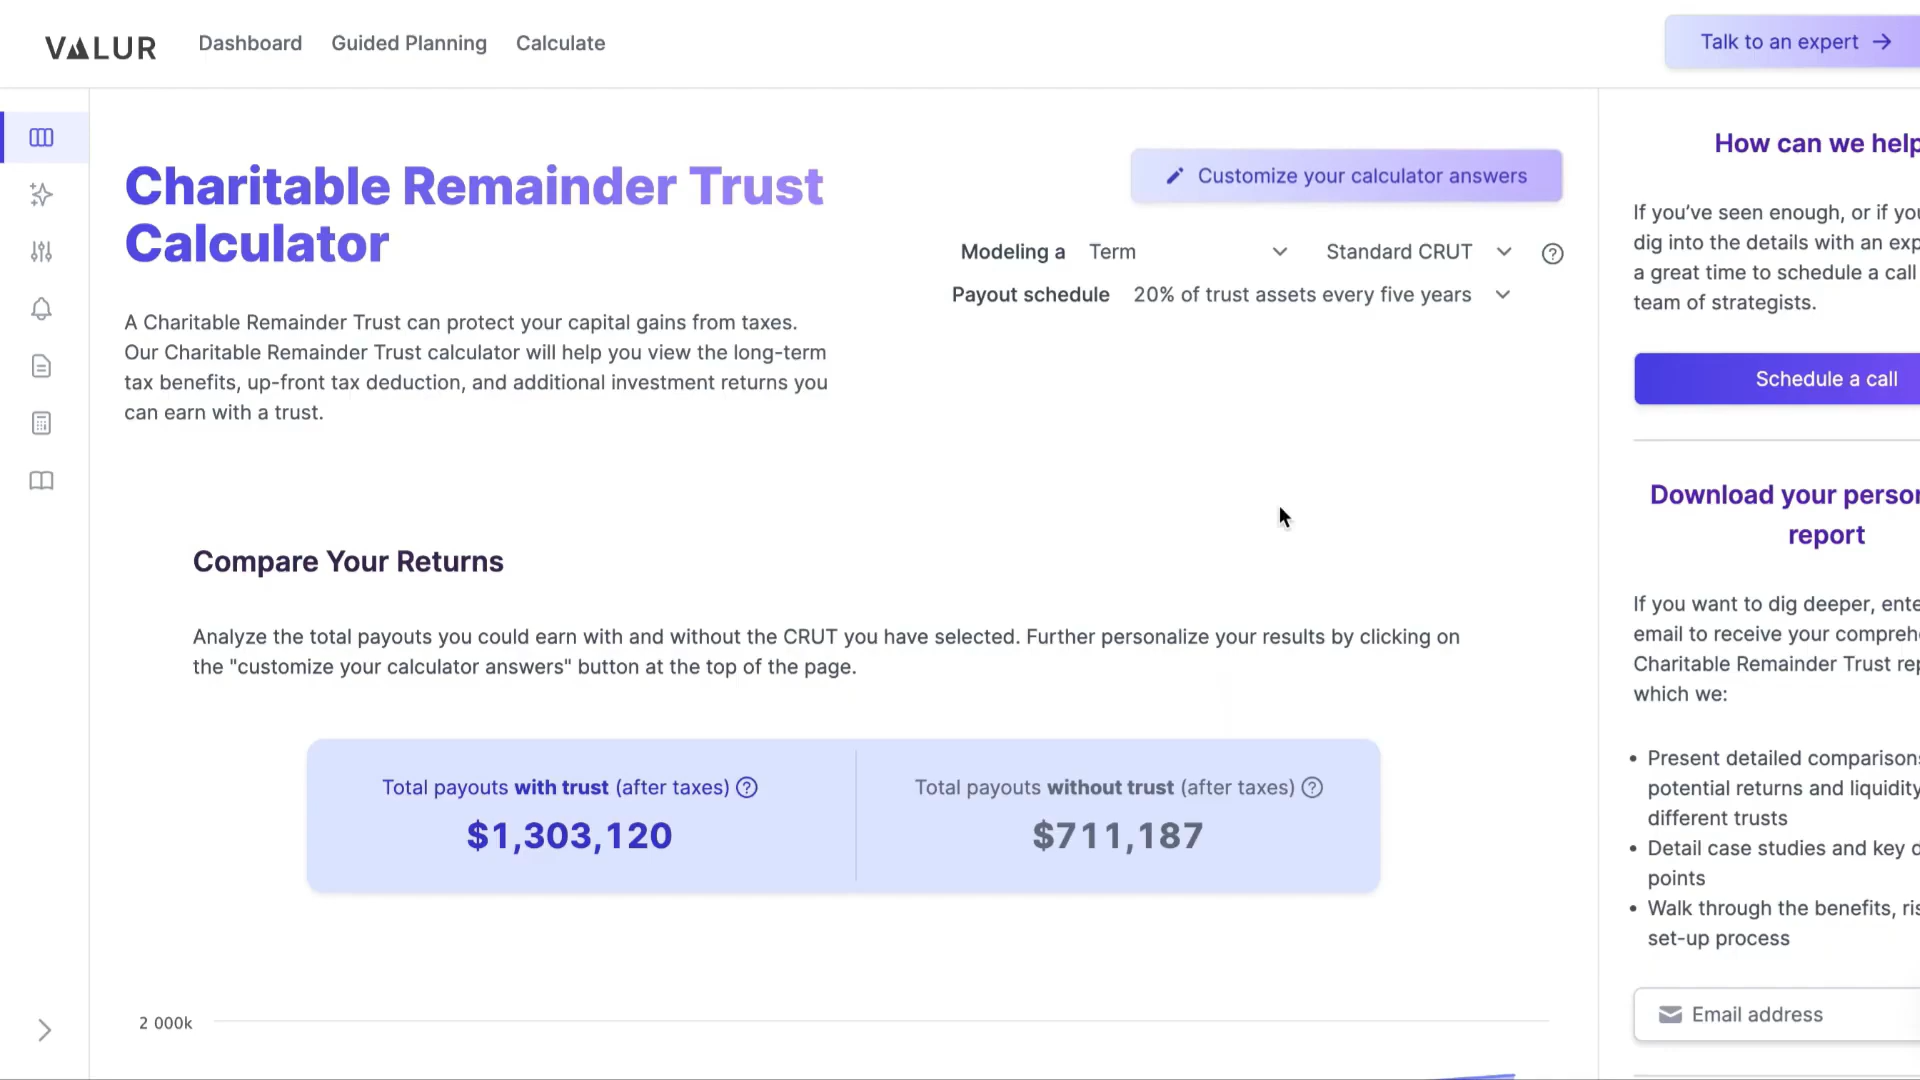 VALUR
Dashboard
Guided Planning
Calculate
Talk to an expert
Charitable Remainder Trust
Calculator
A Charitable Remainder Trust can protect your capital gains from taxes.
Our Charitable Remainder Trust calculator will help you view the long-term
tax benefits, up-front tax deduction, and additional investment returns you
can earn with a trust.
Customize your calculator answers
Modeling a Term Standard CRUT
Payout schedule 20% of trust assets every five years
Compare Your Returns
Analyze the total payouts you could earn with and without the CRUT you have selected. Further personalize your results by clicking on
the "customize your calculator answers" button at the top of the page.
Total payouts with trust (after taxes)
$1,303,120
Total payouts without trust (after taxes)
$711,187
2 000k
How can we help
If you’ve seen enough, or if you
dig into the details with an
a great time to schedule a call
team of strategists.
Schedule a call
Download your
report
If you want to dig deeper,
email to receive your
Charitable Remainder Trust
which we:
• Present detailed
potential returns and liquidity
different trusts
• Detail case studies and key
points
• Walk through the benefits,
set-up process
Email address